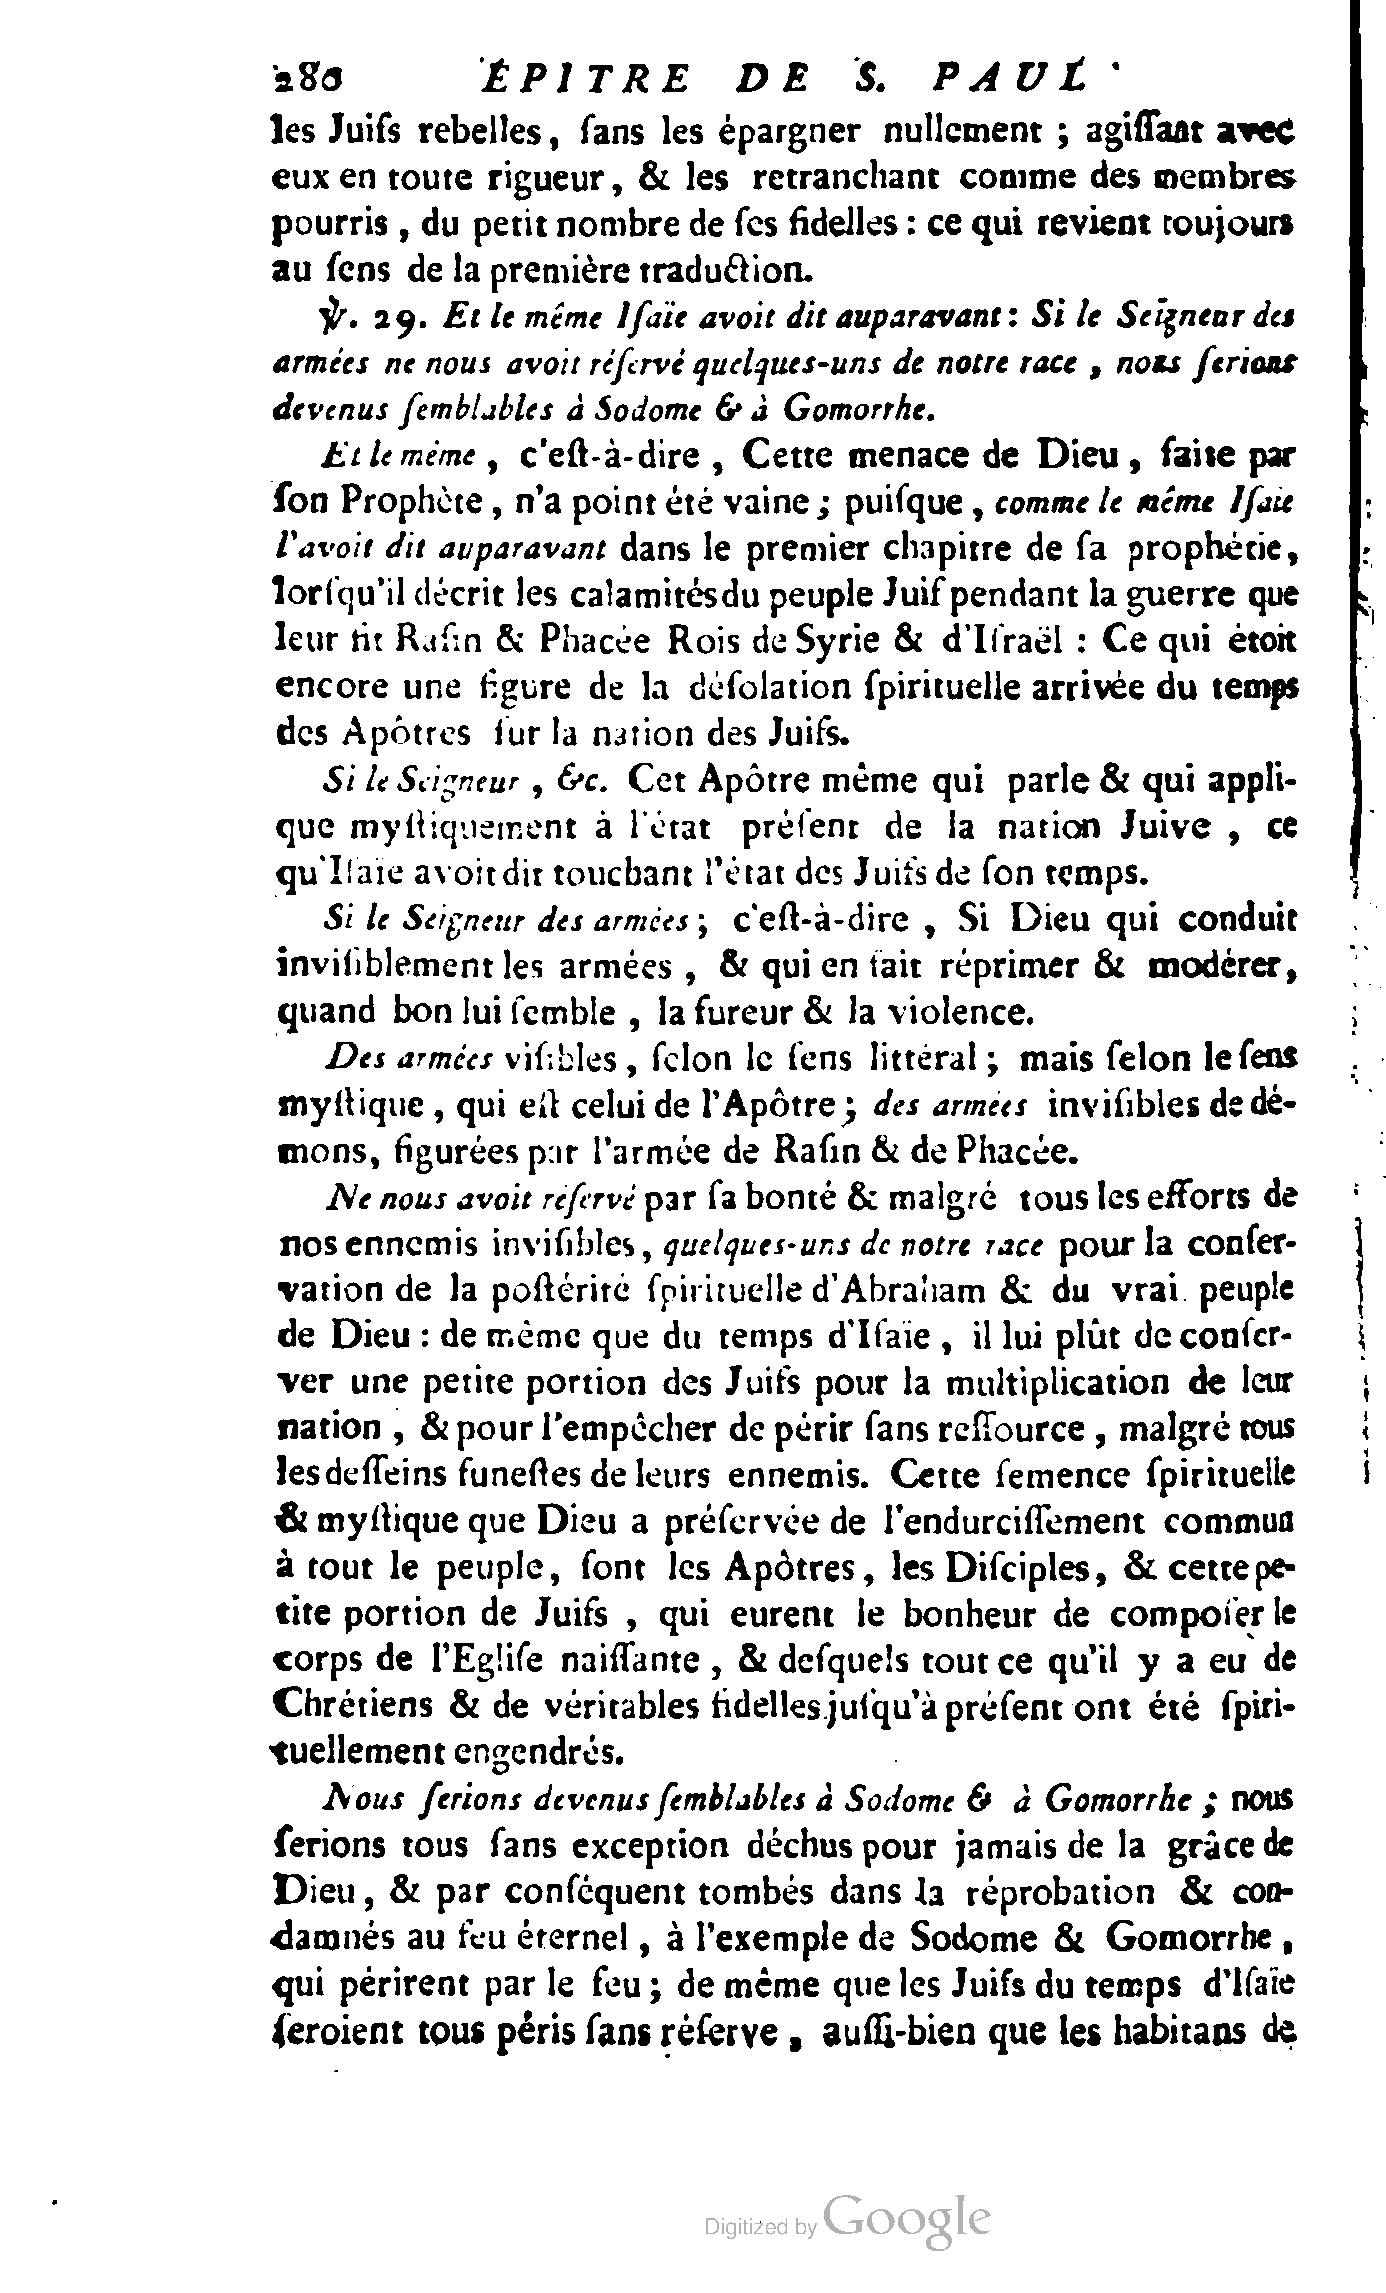 280 ÉPITRE DE S. PAUL
les Juifs rebelles, ſans les épargner nullement ; agiſſant avec
eux en toute rigueur, & les retranchant comme des membres
pourris, du petit nombre de ſes fidelles : ce qui revient toujours
au ſens de la première traduction.
℣. 29. Et le même Iſaïe avoit dit auparavant : Si le Seigneur des
armées ne nous avoit réſervé quelques-uns de notre race, nous ſerions
devenus ſemblables à Sodome & à Gomorrhe.
Et le même, c'eſt-à-dire, Cette menace de Dieu, faite par
ſon Prophète, n'a point été vaine ; puiſque, comme le même Iſaïe
l'avoit dit auparavant dans le premier chapitre de ſa prophétie,
lorſqu'il décrit les calamités du peuple Juif pendant la guerre que
leur fit Raſin & Phacée Rois de Syrie & d'Iſraël : Ce qui étoit
encore une figure de la déſolation ſpirituelle arrivée du temps
des Apôtres ſur la nation des Juifs.
Si le Seigneur, &c. Cet Apôtre même qui parle & qui appli-
que myſtiquement à l'état préſent de la nation Juive, ce
qu'Iſaïe avoit dit touchant l'état des Juifs de ſon temps.
Si le Seigneur des armées ; c'eſt-à-dire, Si Dieu qui conduit
inviſiblement les armées, & qui en fait réprimer & modérer,
quand bon lui ſemble, la fureur & la violence.
Des armées viſibles, ſelon le ſens littéral ; mais ſelon le ſens
myſtique, qui eſt celui de l'Apôtre ; des armées inviſibles de dé-
mons, figurées par l'armée de Raſin & de Phacée.
Ne nous avoit réſervé par ſa bonté & malgré tous les efforts de
nos ennemis inviſibles, quelques-uns de notre race pour la conſer-
vation de la poſtérité ſpirituelle d'Abraham & du vrai peuple
de Dieu : de même que du temps d'Iſaïe, il lui plût de conſer-
ver une petite portion des Juifs pour la multiplication de leur
nation, & pour l'empêcher de périr ſans reſſource, malgré tous
les deſſeins funeſtes de leurs ennemis. Cette ſemence ſpirituelle
& myſtique que Dieu a préſervée de l'endurciſſement commun
à tout le peuple, ſont les Apôtres, les Diſciples, & cette pe-
tite portion de Juifs, qui eurent le bonheur de compoſer le
corps de l'Egliſe naiſſante, & deſquels tout ce qu'il y a eu de
Chrétiens & de véritables fidelles juſqu'à préſent ont été ſpiri-
tuellement engendrés.
Nous ſerions devenus ſemblables à Sodome & à Gomorrhe ; nous
ſerions tous ſans exception déchus pour jamais de la grâce de
Dieu, & par conſéquent tombés dans la réprobation & con-
damnés au feu éternel, à l'exemple de Sodome & Gomorrhe,
qui périrent par le feu ; de même que les Juifs du temps d'Iſaïe
ſeroient tous péris ſans réſerve, auſſi-bien que les habitans de
Digitized by Google